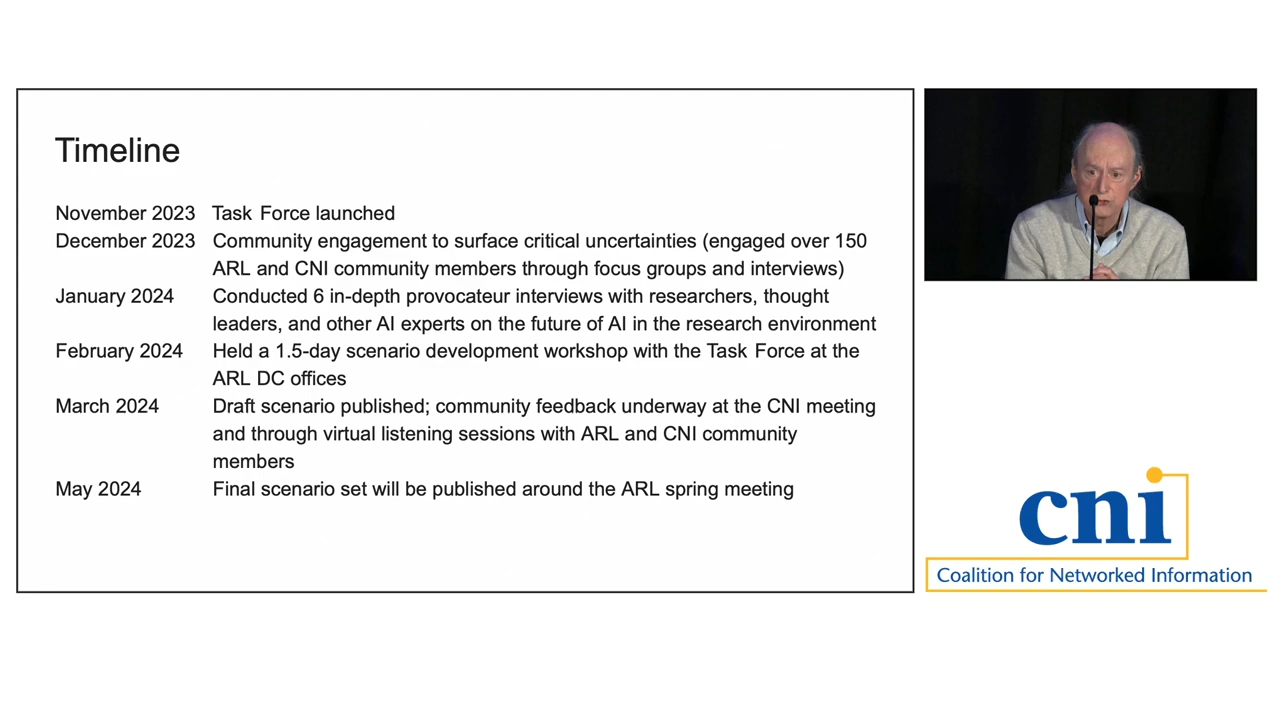 Timeline
November 2023 Task Force launched
December 2023 Community engagement to surface critical uncertainties (engaged over 150
ARL and CNI community members through focus groups and interviews)
January 2024 Conducted 6 in-depth provocateur interviews with researchers, thought
leaders, and other AI experts on the future of AI in the research environment
February 2024 Held a 1.5-day scenario development workshop with the Task Force at the
ARL DC offices
March 2024 Draft scenario published; community feedback underway at the CNI meeting
and through virtual listening sessions with ARL and CNI community
members
May 2024 Final scenario set will be published around the ARL spring meeting
cni
Coalition for Networked Information